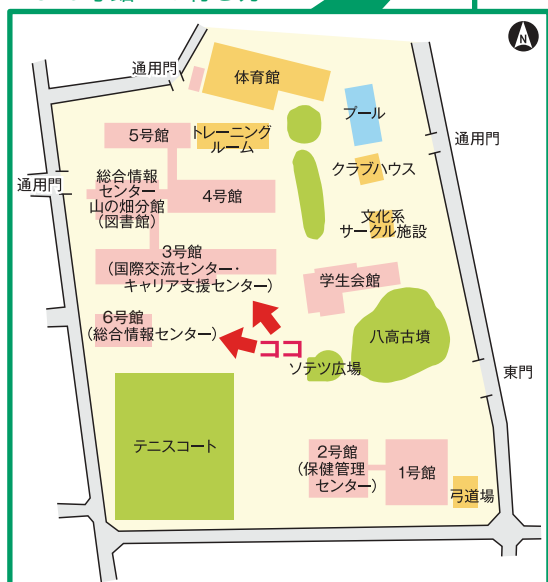 N
体育館
通用門
プール
5号館
トレーニング
ルーム
通用門
クラブハウス
通用門
総合情報
センター
山の畑分館
(図書館)
4号館
文化系
サークル施設
3号館
(国際交流センター・
キャリア支援センター)
学生会館
6号館
(総合情報センター)
ココ
八高古墳
ソテツ広場
東門
テニスコート
2号館
(保健管理
センター)
1号館
弓道場